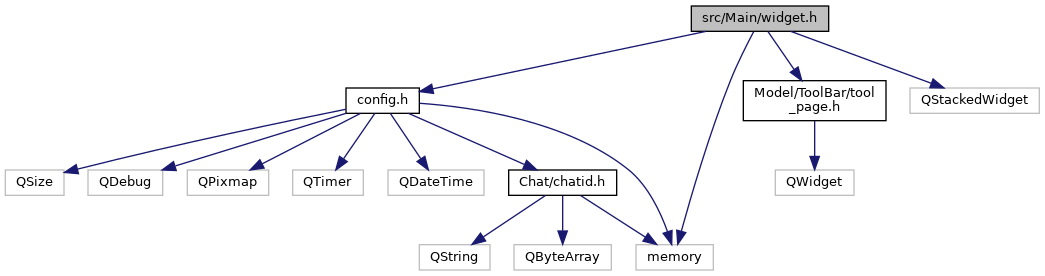 src/Main/widget.h
config.h
Model/ToolBar/tool
_page.h
QStackedWidget
QSize
QDebug
QPixmap
QTimer
QDateTime
Chat/chatid.h
QWidget
QString
QByteArray
memory